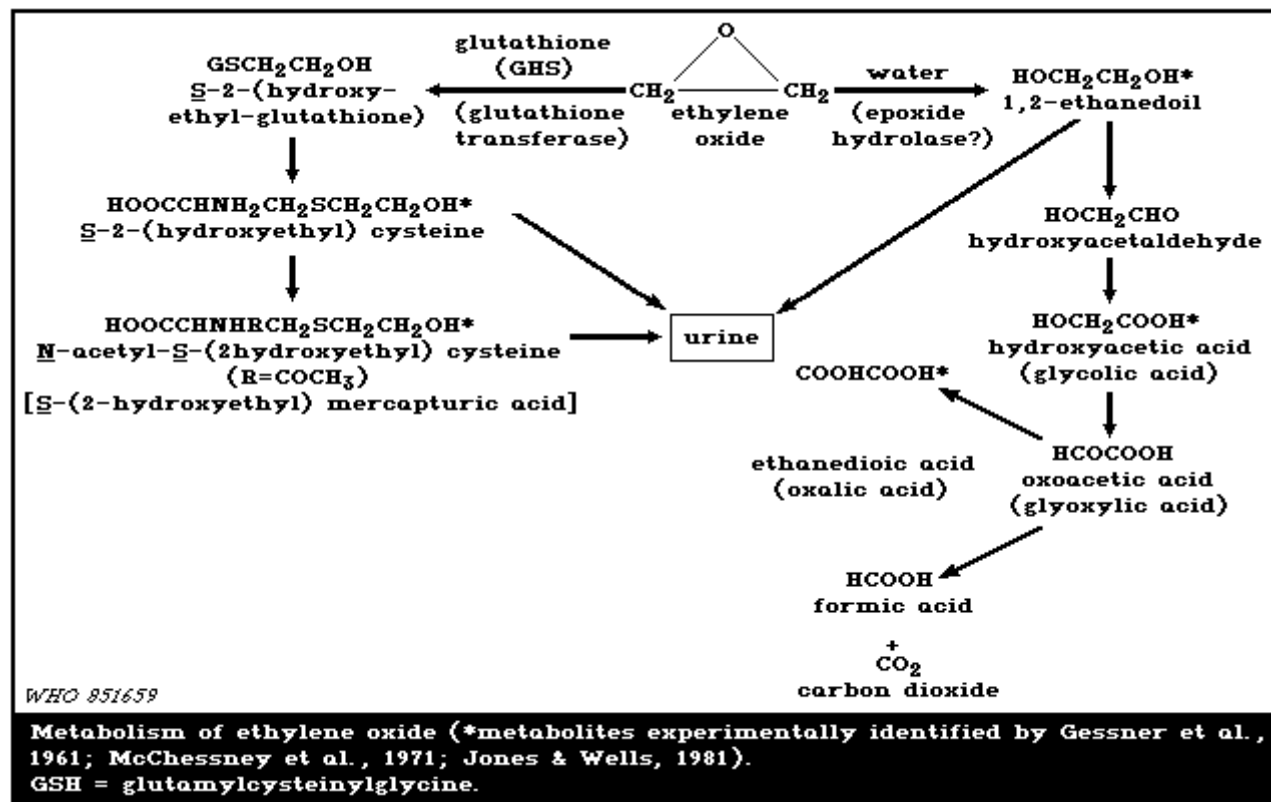 GSCH₂CH₂OH
S-2-(hydroxy-
ethyl-glutathione)
glutathione
(GHS)
(glutathione
transferase)
O
CH₂
CH₂
ethylene
oxide
water
(epoxide
hydrolase?)
HOCH₂CH₂OH*
1,2-ethanedoil
HOOCCHNH₂CH₂SCH₂CH₂OH*
S-2-(hydroxyethyl) cysteine
HOCH₂CHO
hydroxyacetaldehyde
HOOCCHNHRCH₂SCH₂CH₂OH*
N-acetyl-S-(2hydroxyethyl) cysteine
(R=COCH₃)
[S-(2-hydroxyethyl) mercapturic acid]
urine
HOCH₂COOH*
hydroxyacetic acid
(glycolic acid)
COOHCOOH*
ethanedioic acid
(oxalic acid)
HCOCOOH
oxoacetic acid
(glyoxylic acid)
HCOOH
formic acid
+
CO₂
carbon dioxide
WHO 851659
Metabolism of ethylene oxide (*metabolites experimentally identified by Gessner et al.,
1961; McChessney et al., 1971; Jones & Wells, 1981).
GSH = glutamylcysteinylglycine.